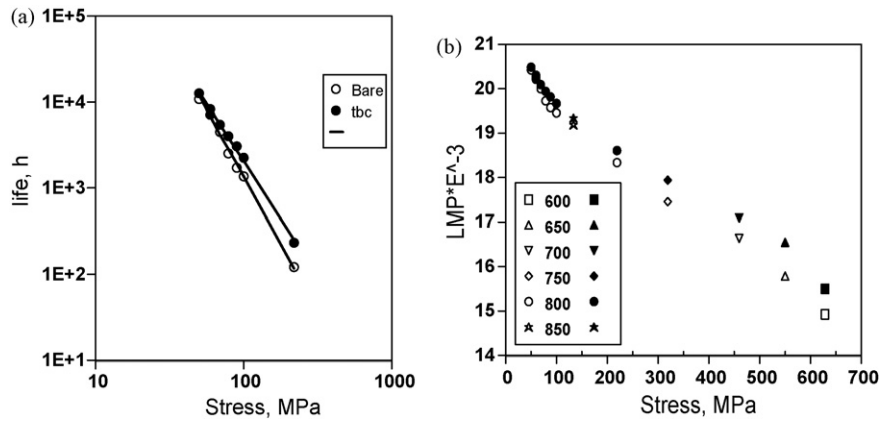 (a)
1E+5
1E+4
1E+3
1E+2
1E+1
life, h
Bare
tbc
10
100
1000
Stress, MPa
(b)
21
20
19
18
17
16
15
14
LMP*E^-3
600
650
700
750
800
850
0
100
200
300
400
500
600
700
Stress, MPa